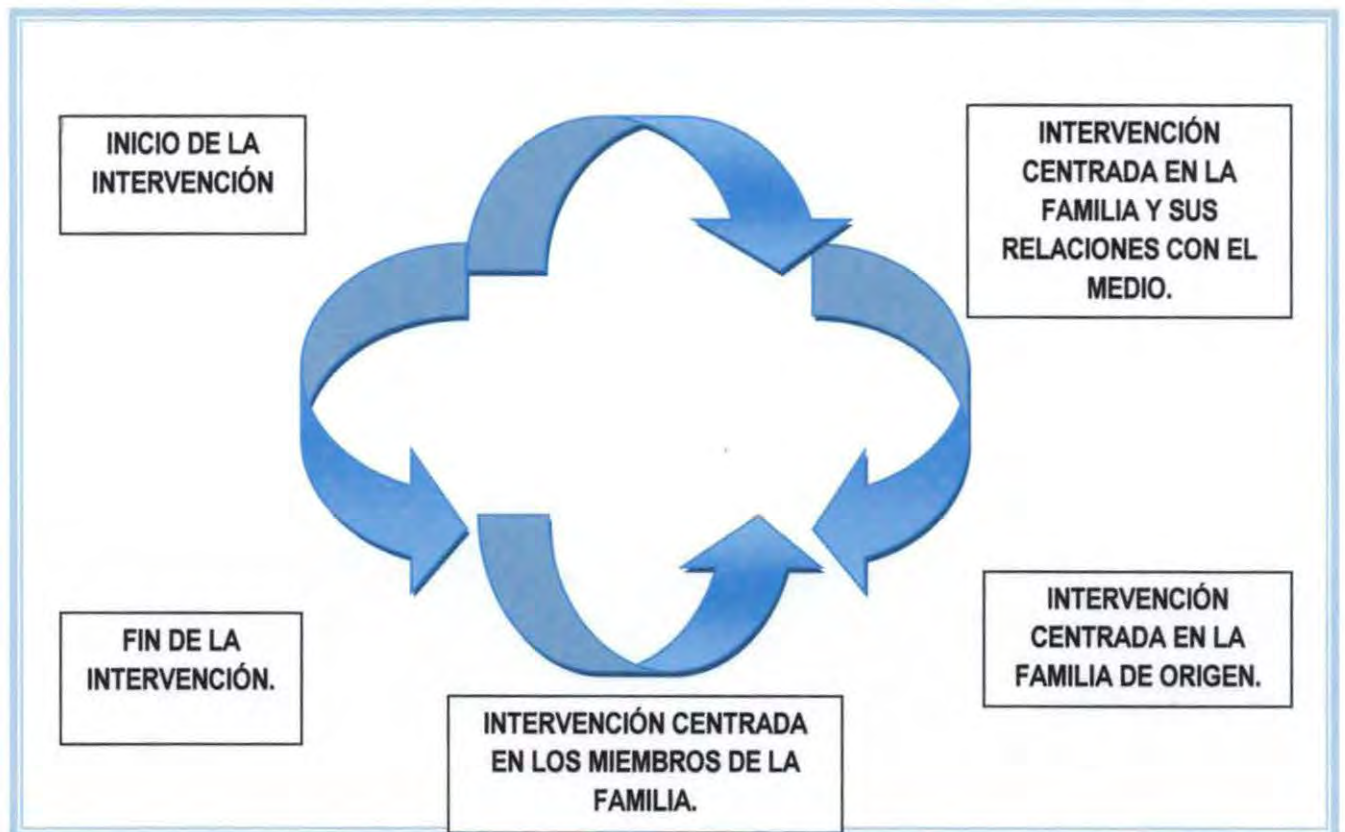 INICIO DE LA
INTERVENCIÓN
INTERVENCIÓN
CENTRADA EN LA
FAMILIA Y SUS
RELACIONES CON EL
MEDIO.
INTERVENCIÓN
CENTRADA EN LA
FAMILIA DE ORIGEN.
INTERVENCIÓN CENTRADA
EN LOS MIEMBROS DE LA
FAMILIA.
FIN DE LA
INTERVENCIÓN.